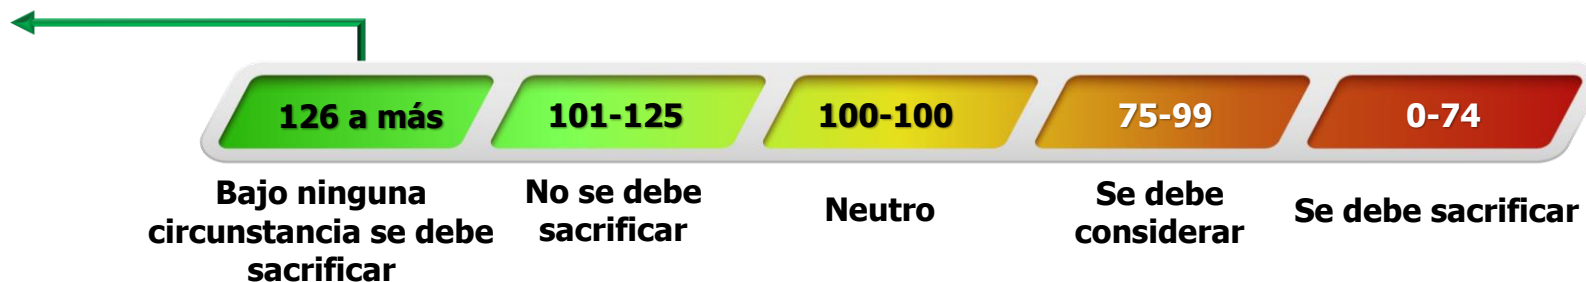 126 a más
101-125
100-100
75-99
0-74
Bajo ninguna
circunstancia se debe
sacrificar
No se debe
sacrificar
Neutro
Se debe
considerar
Se debe sacrificar